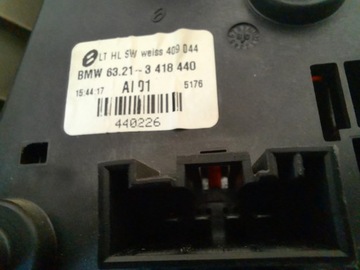 LT HL SW weiss 409 044
BMW 63.21-3 418 440
15:44:17 AI 01 5176
440226